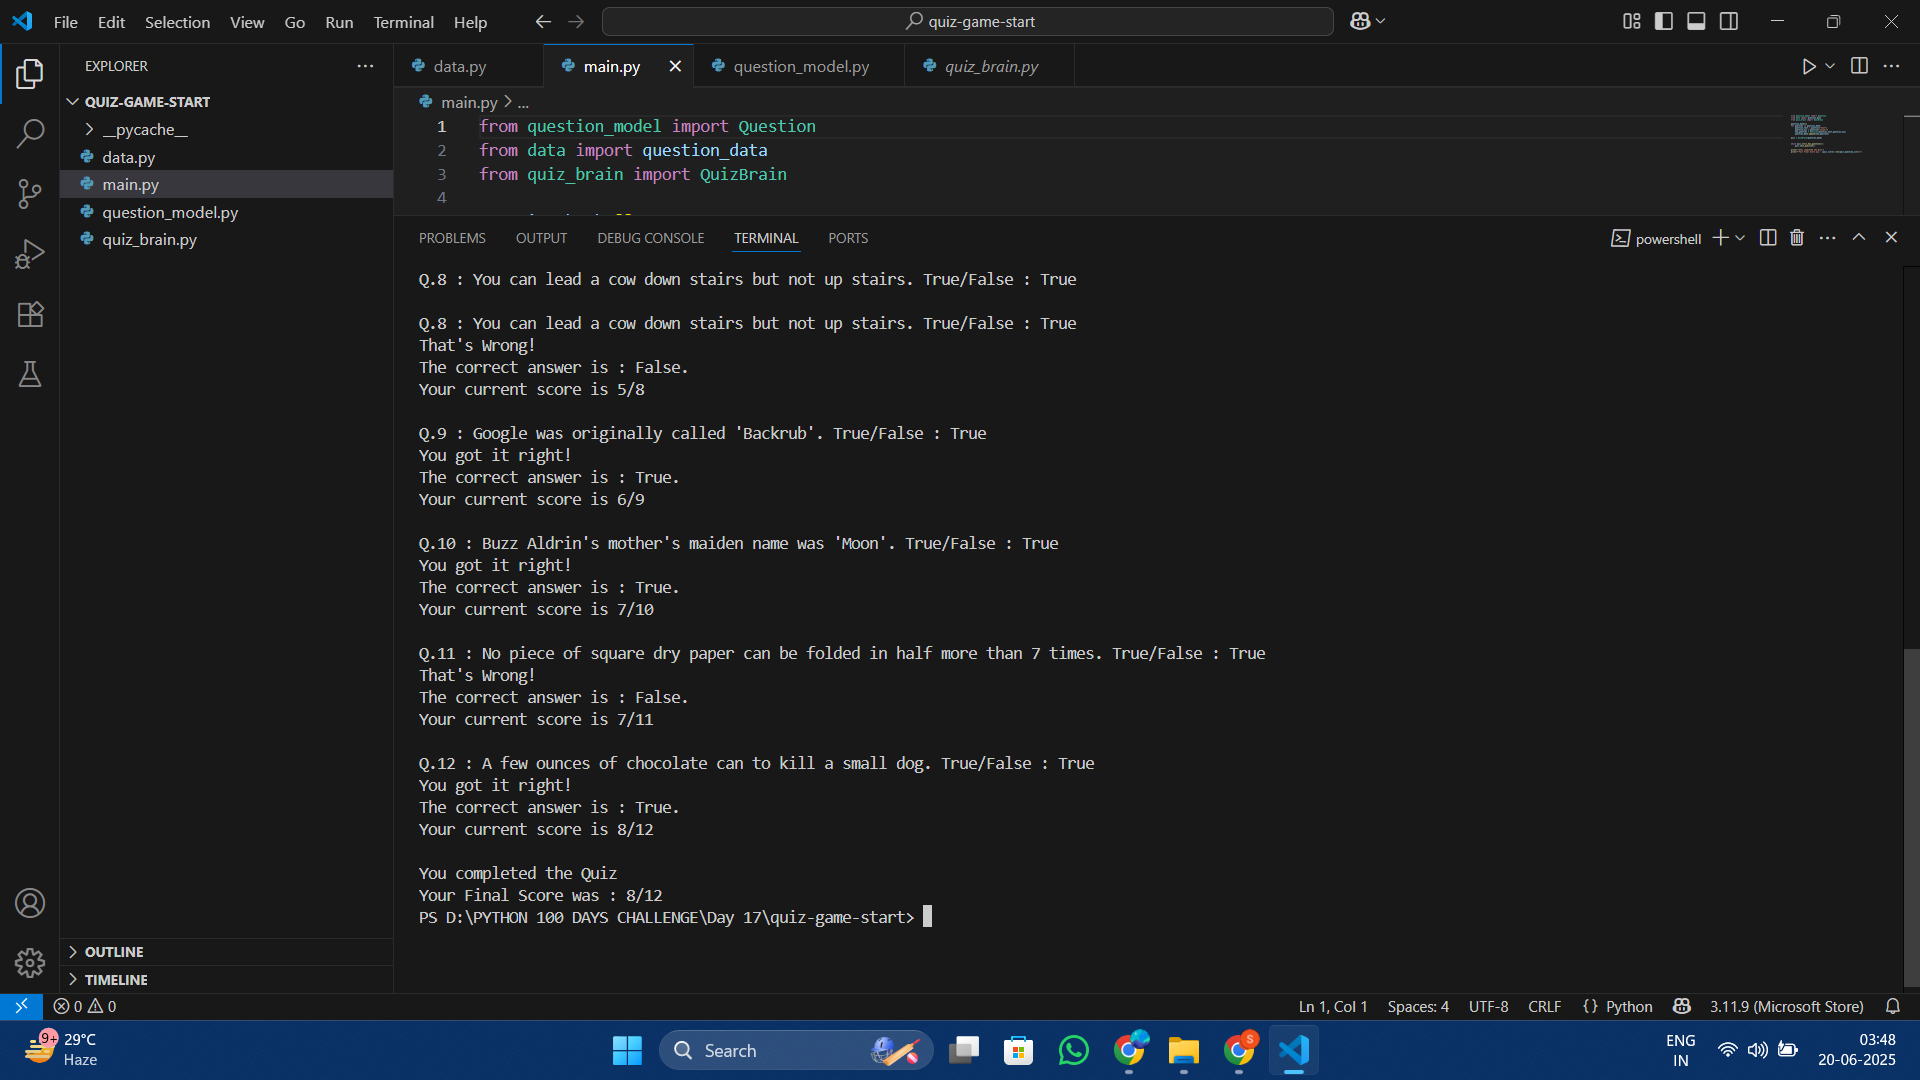 File Edit Selection View Go Run Terminal Help
quiz-game-start
EXPLORER
QUIZ-GAME-START
__pycache__
data.py
main.py
question_model.py
quiz_brain.py
OUTLINE
TIMELINE
data.py main.py question_model.py quiz_brain.py
main.py > ...
1 from question_model import Question
2 from data import question_data
3 from quiz_brain import QuizBrain
4
PROBLEMS OUTPUT DEBUG CONSOLE TERMINAL PORTS
powershell
Q.8 : You can lead a cow down stairs but not up stairs. True/False : True
Q.8 : You can lead a cow down stairs but not up stairs. True/False : True
That's Wrong!
The correct answer is : False.
Your current score is 5/8
Q.9 : Google was originally called 'Backrub'. True/False : True
You got it right!
The correct answer is : True.
Your current score is 6/9
Q.10 : Buzz Aldrin's mother's maiden name was 'Moon'. True/False : True
You got it right!
The correct answer is : True.
Your current score is 7/10
Q.11 : No piece of square dry paper can be folded in half more than 7 times. True/False : True
That's Wrong!
The correct answer is : False.
Your current score is 7/11
Q.12 : A few ounces of chocolate can to kill a small dog. True/False : True
You got it right!
The correct answer is : True.
Your current score is 8/12
You completed the Quiz
Your Final Score was : 8/12
PS D:\PYTHON 100 DAYS CHALLENGE\Day 17\quiz-game-start>
0 0
Ln 1, Col 1 Spaces: 4 UTF-8 CRLF {} Python 3.11.9 (Microsoft Store)
9+ 29°C
Haze
Search
S
ENG
IN
03:48
20-06-2025